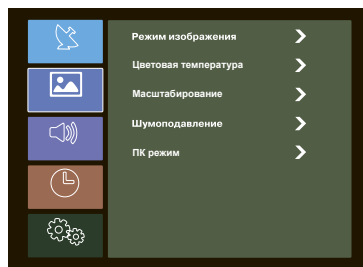 Режим изображения
Цветовая температура
Масштабирование
Шумоподавление
ПК режим